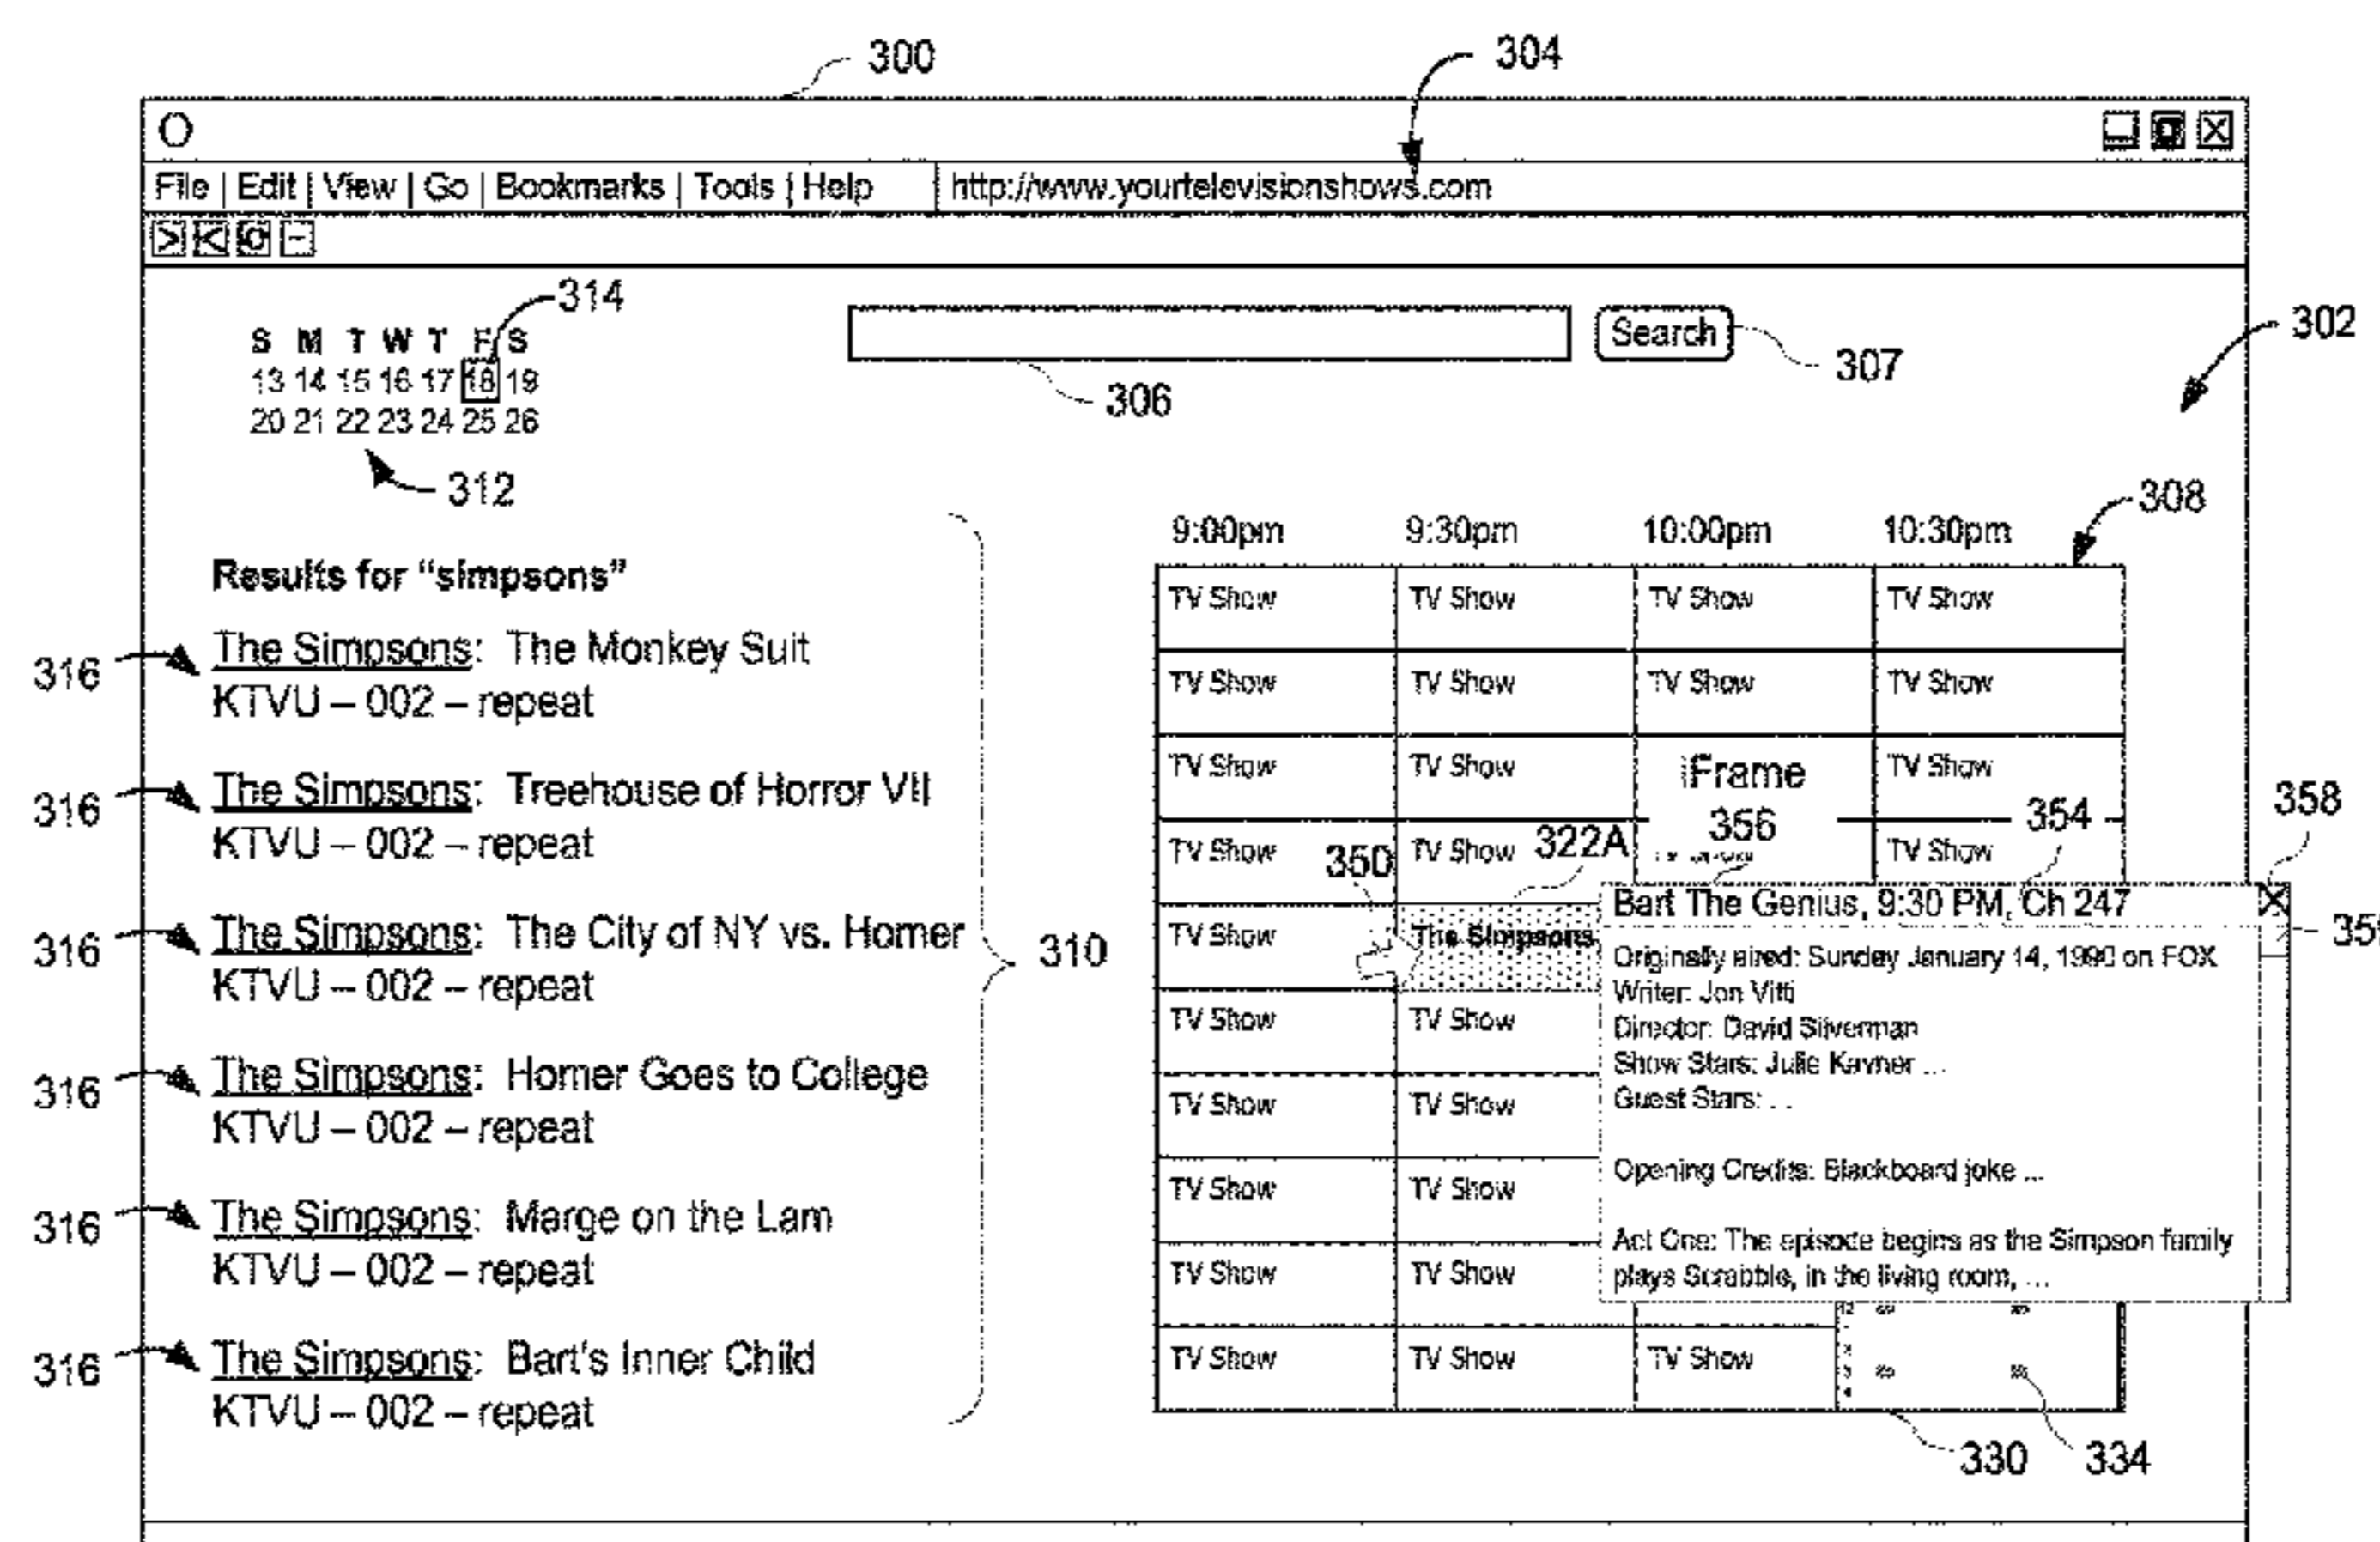 300
304
File | Edit | View | Go | Bookmarks | Tools | Help
http://www.yourtelevisionshows.com
314
S M T W T F S
13 14 15 16 17 18 19
20 21 22 23 24 25 26
312
Search
307
306
302
308
9:00pm 9:30pm 10:00pm 10:30pm
Results for “simpsons”
316
The Simpsons: The Monkey Suit
KTVU – 002 – repeat
316
The Simpsons: Treehouse of Horror VII
KTVU – 002 – repeat
316
The Simpsons: The City of NY vs. Homer
KTVU – 002 – repeat
316
The Simpsons: Homer Goes to College
KTVU – 002 – repeat
316
The Simpsons: Marge on the Lam
KTVU – 002 – repeat
316
The Simpsons: Bart's Inner Child
KTVU – 002 – repeat
310
TV Show TV Show TV Show TV Show
TV Show TV Show TV Show TV Show
TV Show TV Show iFrame TV Show
356
354
358
TV Show 350 TV Show 322A TV Show
TV Show The Simpsons
TV Show TV Show
TV Show TV Show
TV Show TV Show
TV Show TV Show
TV Show TV Show TV Show
Bart The Genius, 9:30 PM, Ch 247
Originally aired: Sunday January 14, 1990 on FOX
Writer: Jon Vitti
Director: David Silverman
Show Stars: Julie Kavner ...
Guest Stars: ...
Opening Credits: Blackboard joke ...
Act One: The episode begins as the Simpson family
plays Scrabble, in the living room, ...
330
334